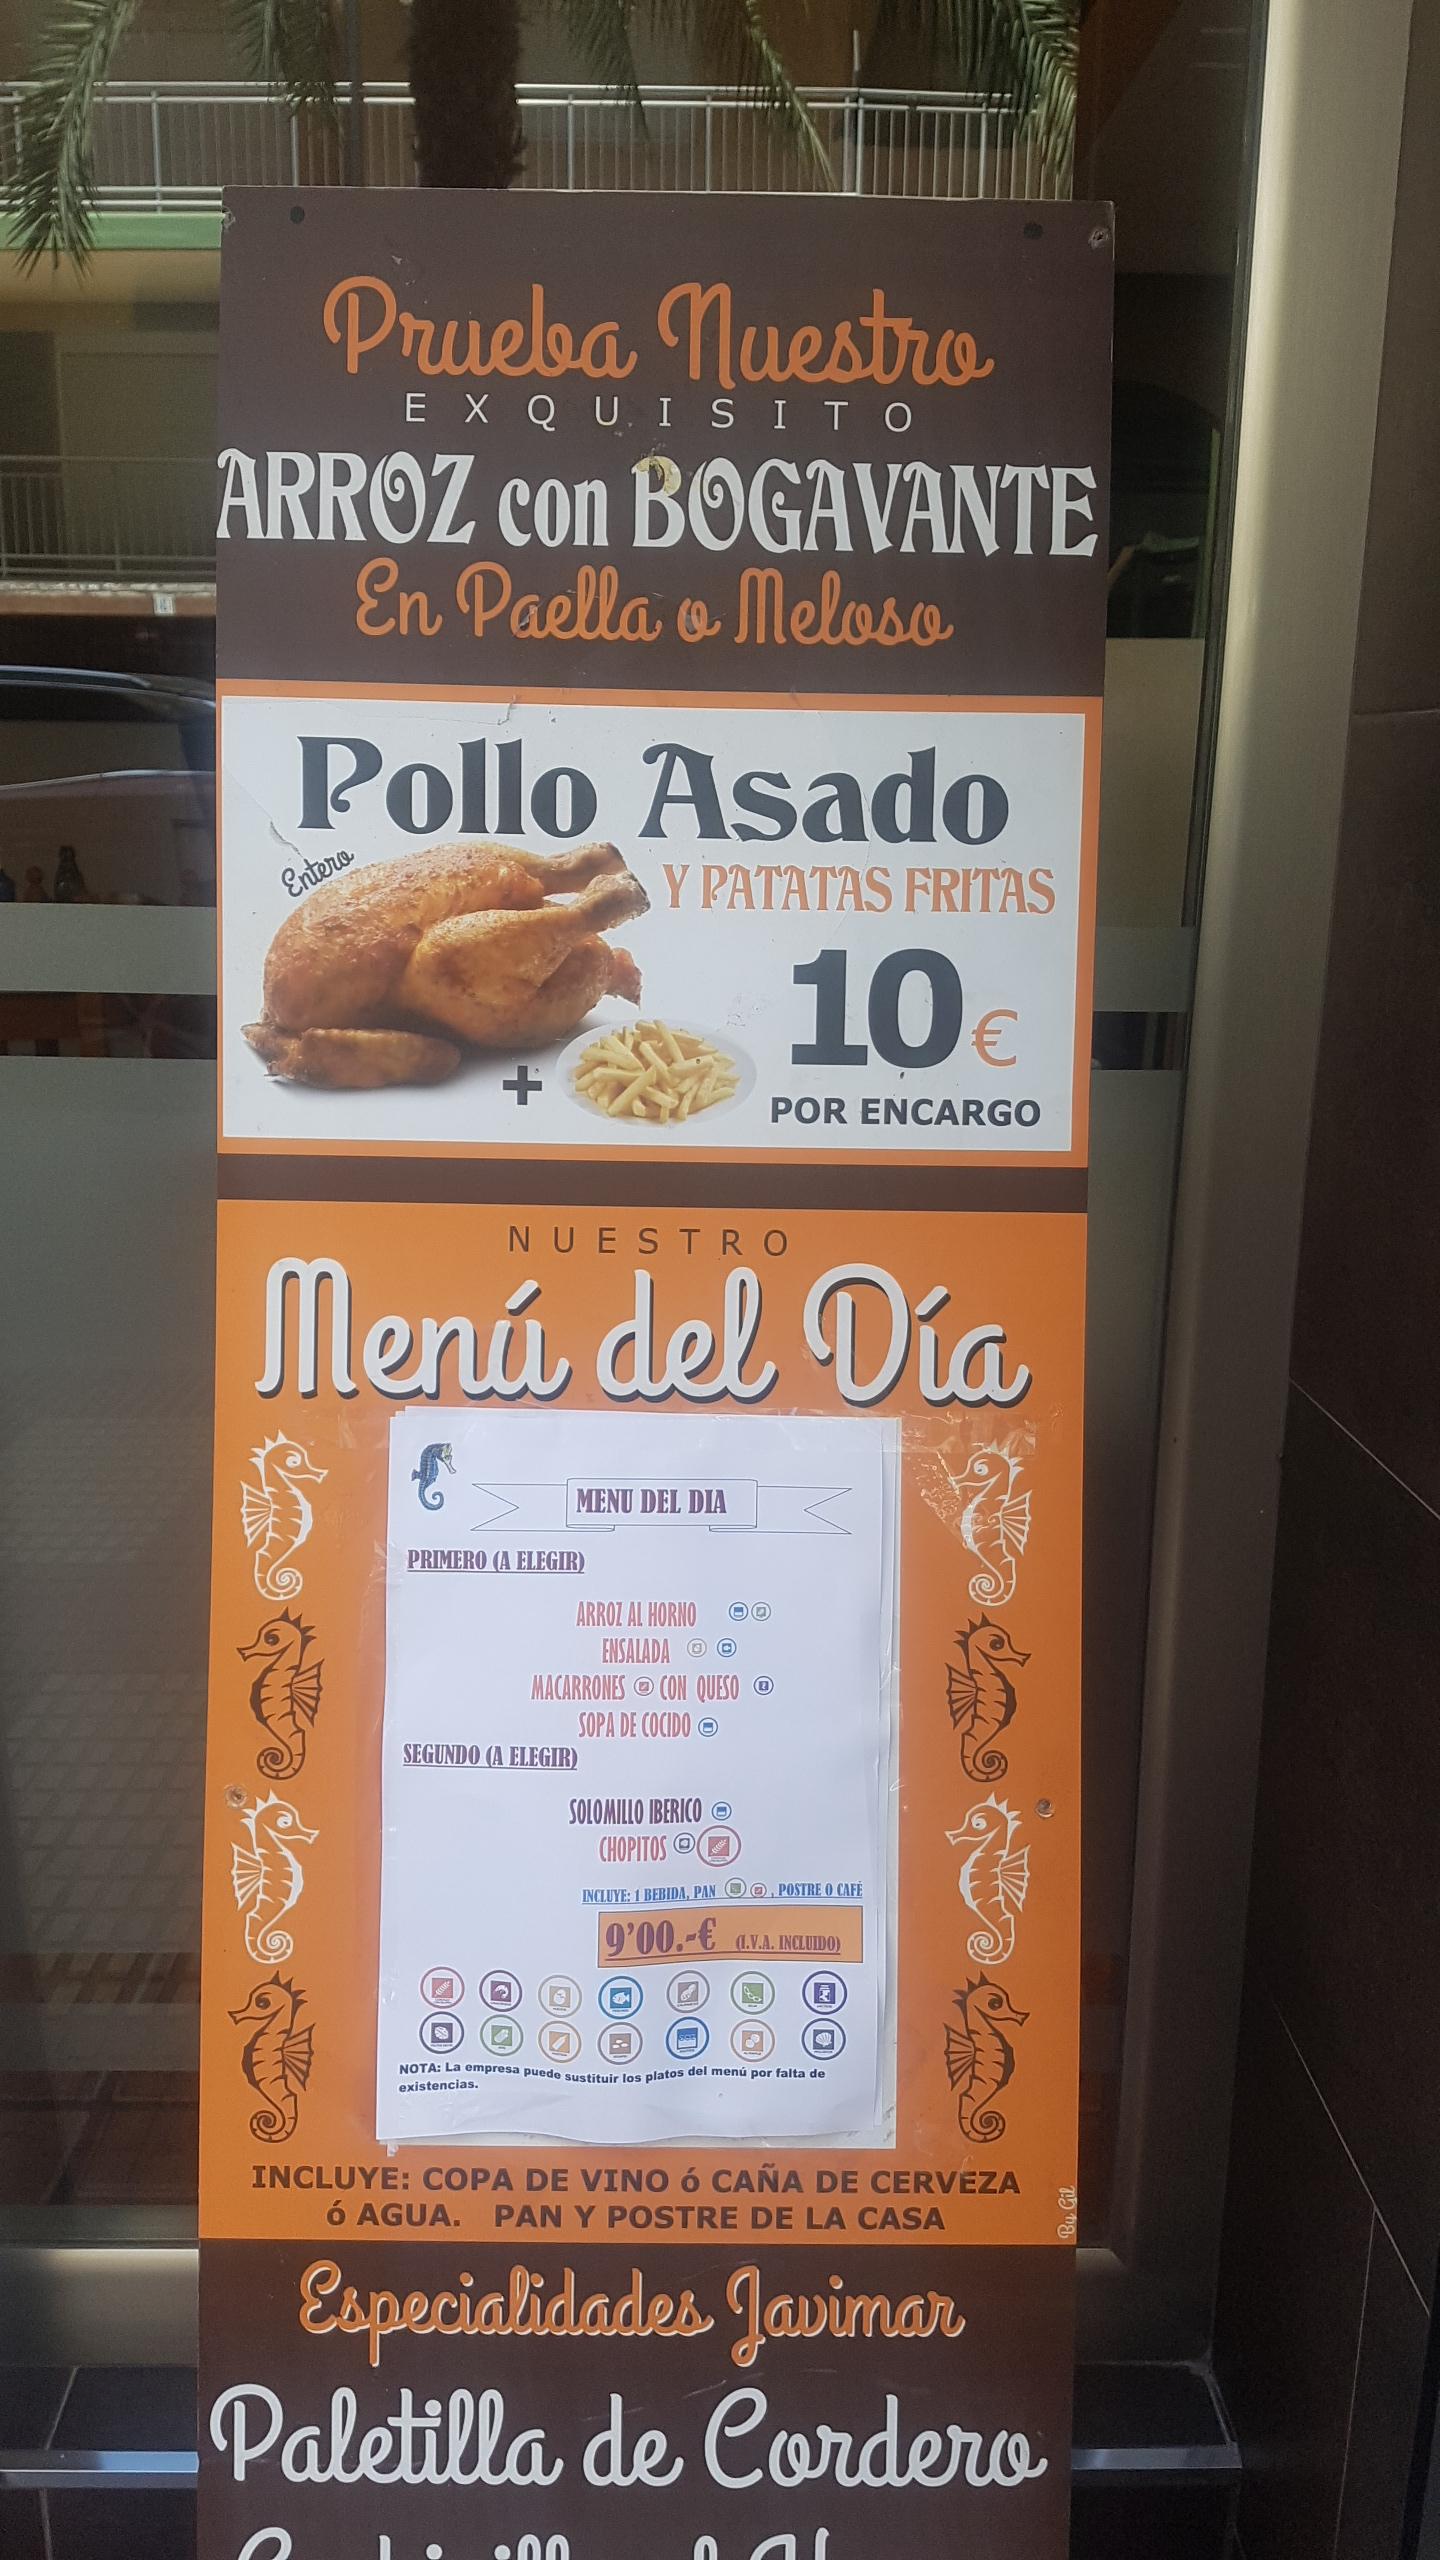 Prueba Nuestro
EXQUISITO
ARROZ con BOGAVANTE
En Paella o Meloso
Pollo Asado
Entero
Y PATATAS FRITAS
10€
+
POR ENCARGO
NUESTRO
Menú del Día
MENU DEL DIA
PRIMERO (A ELEGIR)
ARROZ AL HORNO
ENSALADA
MACARRONES CON QUESO
SOPA DE COCIDO
SEGUNDO (A ELEGIR)
SOLOMILLO IBERICO
CHOPITOS
INCLUYE: 1 BEBIDA, PAN , POSTRE O CAFÉ
9'00.-€ (I.V.A. INCLUIDO)
NOTA: La empresa puede sustituir los platos del menú por falta de
existencias.
INCLUYE: COPA DE VINO ó CAÑA DE CERVEZA
ó AGUA. PAN Y POSTRE DE LA CASA
By Gil
Especialidades Javimar
Paletilla de Cordero